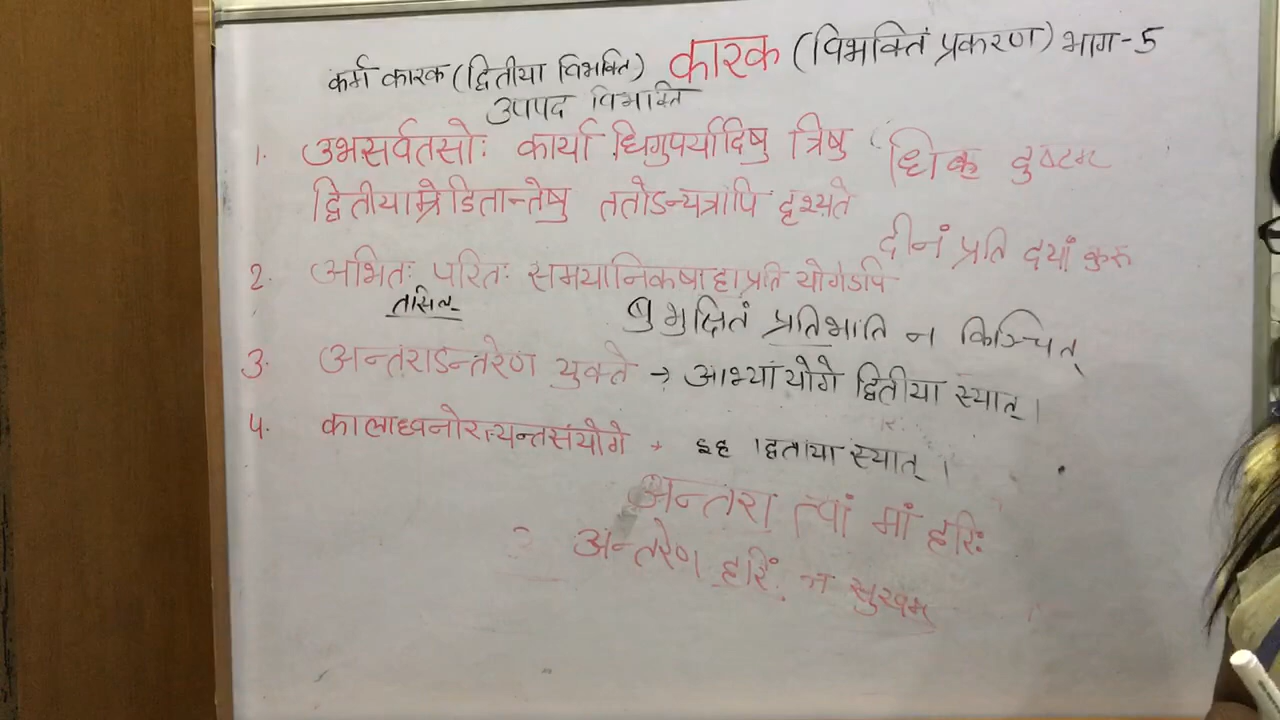 कर्म कारक (द्वितीया विभक्ति) कारक (विभक्तिं प्रकरण) भाग-5
उपपद विभक्ति
1. उभसर्वतसोः कार्या धिगुपर्यादिषु त्रिषु
धिक् दुष्टम
द्वितीयाम्रेडितान्तेषु ततोऽन्यत्रापि दृश्यते
दीनं प्रति दयां कुरु
2. अभितः परितः समयानिकषाहाप्रति योगेऽपि
तसिल्
बुभुक्षितं प्रतिभाति न किञ्चित्
3. अन्तराऽन्तरेण युक्ते → आभ्यां योगे द्वितीया स्यात्।
4. कालाध्वनोरत्यन्तसंयोगे → इह द्वितीया स्यात्।
अन्तरा त्वां मां हरिः
अन्तरेण हरिं न सुखम्